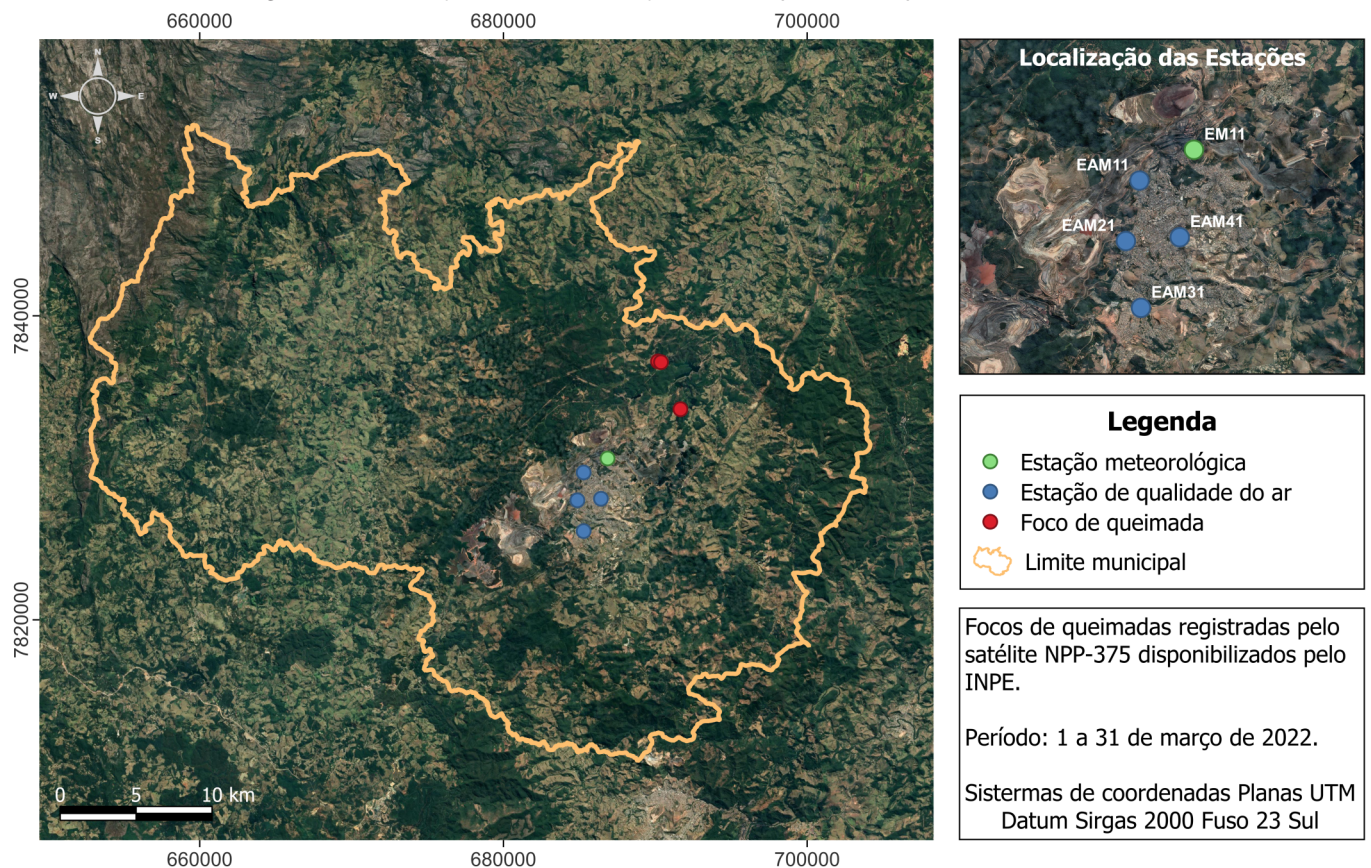 660000
680000
700000
N
W
E
S
7840000
7820000
0 5 10 km
660000
680000
700000
Localização das Estações
EM11
EAM11
EAM21
EAM41
EAM31
Legenda
Estação meteorológica
Estação de qualidade do ar
Foco de queimada
Limite municipal
Focos de queimadas registradas pelo
satélite NPP-375 disponibilizados pelo
INPE.
Período: 1 a 31 de março de 2022.
Sistermas de coordenadas Planas UTM
Datum Sirgas 2000 Fuso 23 Sul